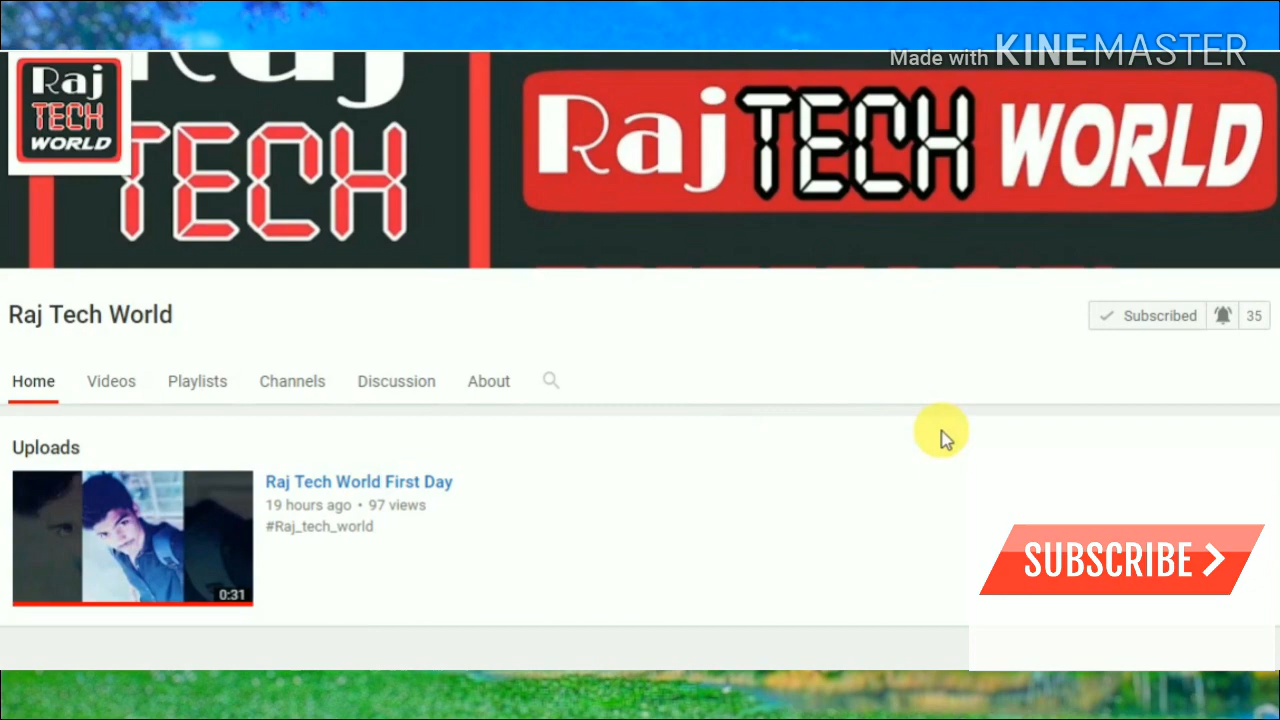 Made with KINEMASTER
Raj
TECH
WORLD
Raj
TECH
Raj TECH WORLD
Raj Tech World
Subscribed 35
Home Videos Playlists Channels Discussion About
Uploads
Raj Tech World First Day
19 hours ago • 97 views
#Raj_tech_world
0:31
SUBSCRIBE